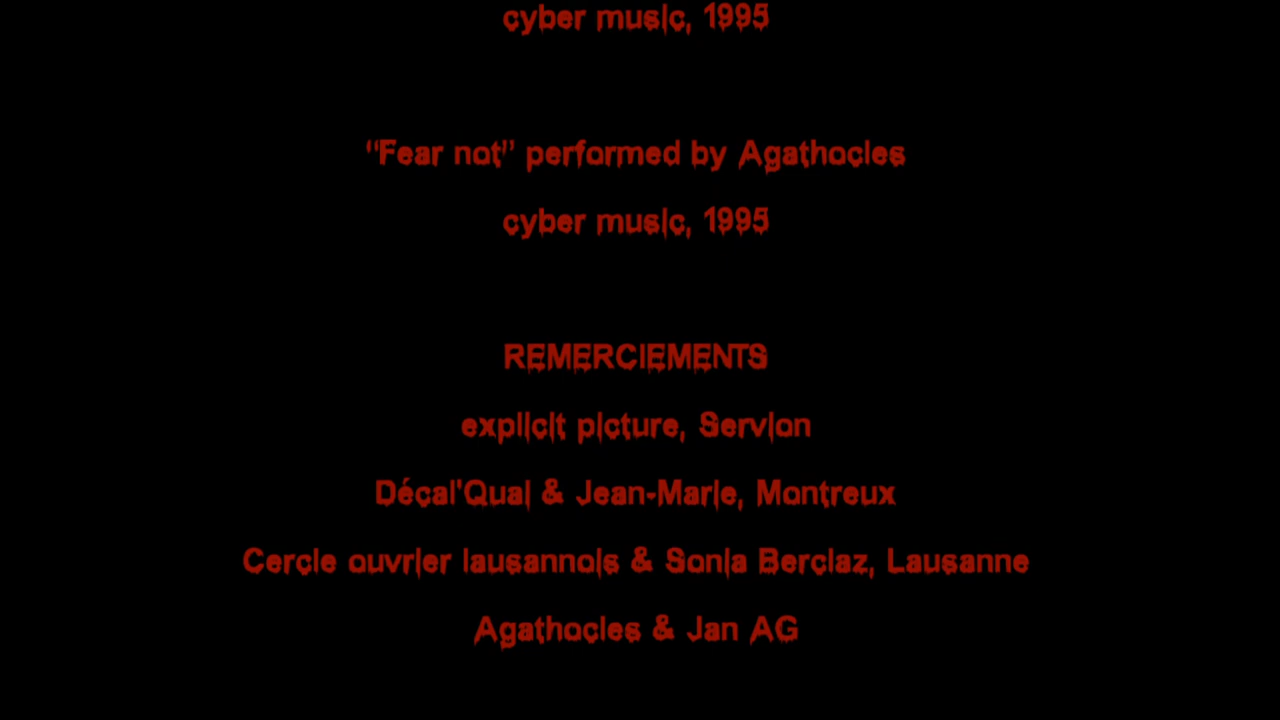 cyber music, 1995
"Fear not" performed by Agathocles
cyber music, 1995
REMERCIEMENTS
explicit picture, Servion
Décal'Quai & Jean-Marie, Montreux
Cercle ouvrier lausannois & Sonia Berclaz, Lausanne
Agathocles & Jan AG